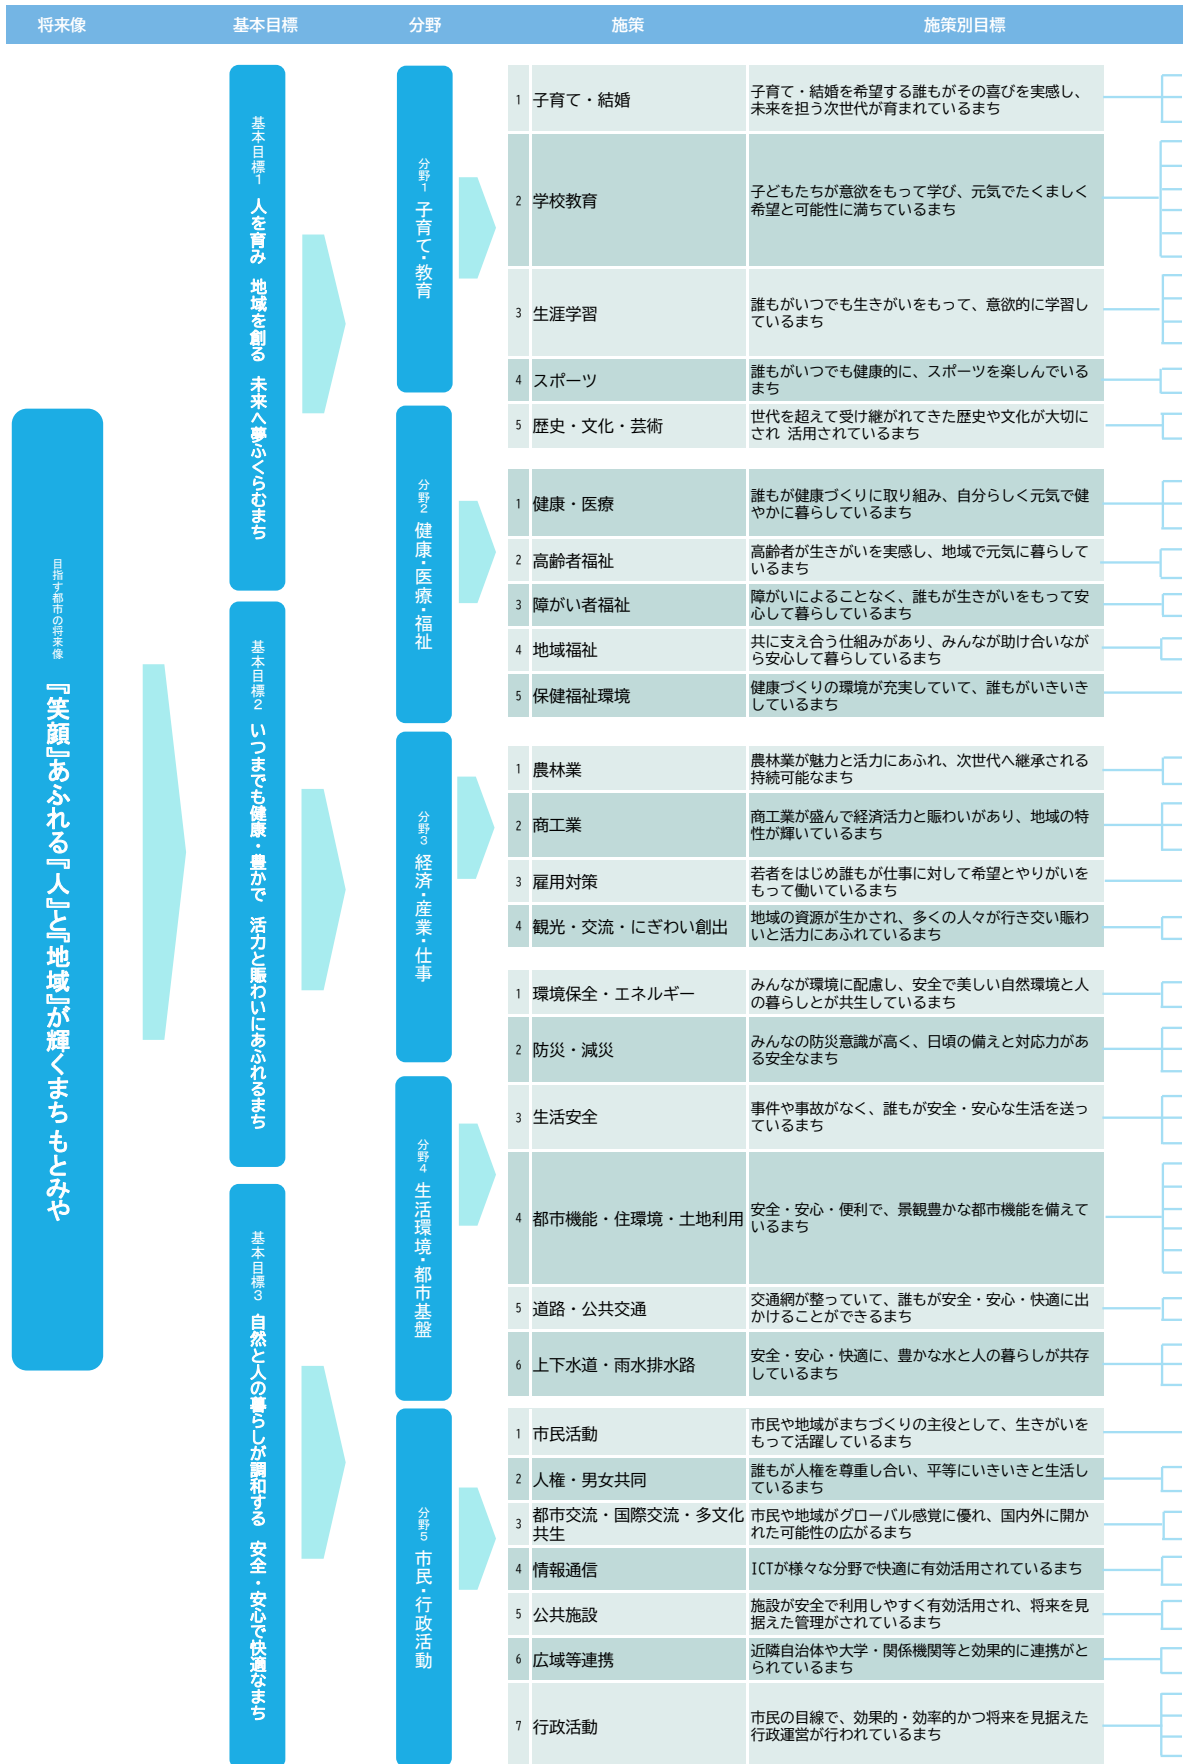 将来像
基本目標
分野
施策
施策別目標
目指す都市の将来像
『笑顔』あふれる『人』と『地域』が輝くまち もとみや
基本目標1 人を育み 地域を創る 未来へ夢ふくらむまち
基本目標2 いつまでも健康・豊かで 活力と賑わいにあふれるまち
基本目標3 自然と人の暮らしが調和する 安全・安心で快適なまち
分野1 子育て・教育
1 子育て・結婚
子育て・結婚を希望する誰もがその喜びを実感し、
未来を担う次世代が育まれているまち
2 学校教育
子どもたちが意欲をもって学び、元気でたくましく
希望と可能性に満ちているまち
3 生涯学習
誰もがいつでも生きがいをもって、意欲的に学習し
ているまち
4 スポーツ
誰もがいつでも健康的に、スポーツを楽しんでいる
まち
5 歴史・文化・芸術
世代を超えて受け継がれてきた歴史や文化が大切に
され 活用されているまち
分野2 健康・医療・福祉
1 健康・医療
誰もが健康づくりに取り組み、自分らしく元気で健
やかに暮らしているまち
2 高齢者福祉
高齢者が生きがいを実感し、地域で元気に暮らして
いるまち
3 障がい者福祉
障がいによることなく、誰もが生きがいをもって安
心して暮らしているまち
4 地域福祉
共に支え合う仕組みがあり、みんなが助け合いなが
ら安心して暮らしているまち
5 保健福祉環境
健康づくりの環境が充実していて、誰もがいきいき
しているまち
分野3 経済・産業・仕事
1 農林業
農林業が魅力と活力にあふれ、次世代へ継承される
持続可能なまち
2 商工業
商工業が盛んで経済活力と賑わいがあり、地域の特
性が輝いているまち
3 雇用対策
若者をはじめ誰もが仕事に対して希望とやりがいを
もって働いているまち
4 観光・交流・にぎわい創出
地域の資源が生かされ、多くの人々が行き交い賑わ
いと活力にあふれているまち
分野4 生活環境・都市基盤
1 環境保全・エネルギー
みんなが環境に配慮し、安全で美しい自然環境と人
の暮らしとが共生しているまち
2 防災・減災
みんなの防災意識が高く、日頃の備えと対応力があ
る安全なまち
3 生活安全
事件や事故がなく、誰もが安全・安心な生活を送っ
ているまち
4 都市機能・住環境・土地利用
安全・安心・便利で、景観豊かな都市機能を備えて
いるまち
5 道路・公共交通
交通網が整っていて、誰もが安全・安心・快適に出
かけることができるまち
6 上下水道・雨水排水路
安全・安心・快適に、豊かな水と人の暮らしが共存
しているまち
分野5 市民・行政活動
1 市民活動
市民や地域がまちづくりの主役として、生きがいを
もって活躍しているまち
2 人権・男女共同
誰もが人権を尊重し合い、平等にいきいきと生活し
ているまち
3 都市交流・国際交流・多文化
共生
市民や地域がグローバル感覚に優れ、国内外に開か
れた可能性の広がるまち
4 情報通信
ICTが様々な分野で快適に有効活用されているまち
5 公共施設
施設が安全で利用しやすく有効活用され、将来を見
据えた管理がされているまち
6 広域等連携
近隣自治体や大学・関係機関等と効果的に連携がと
られているまち
7 行政活動
市民の目線で、効果的・効率的かつ将来を見据えた
行政運営が行われているまち